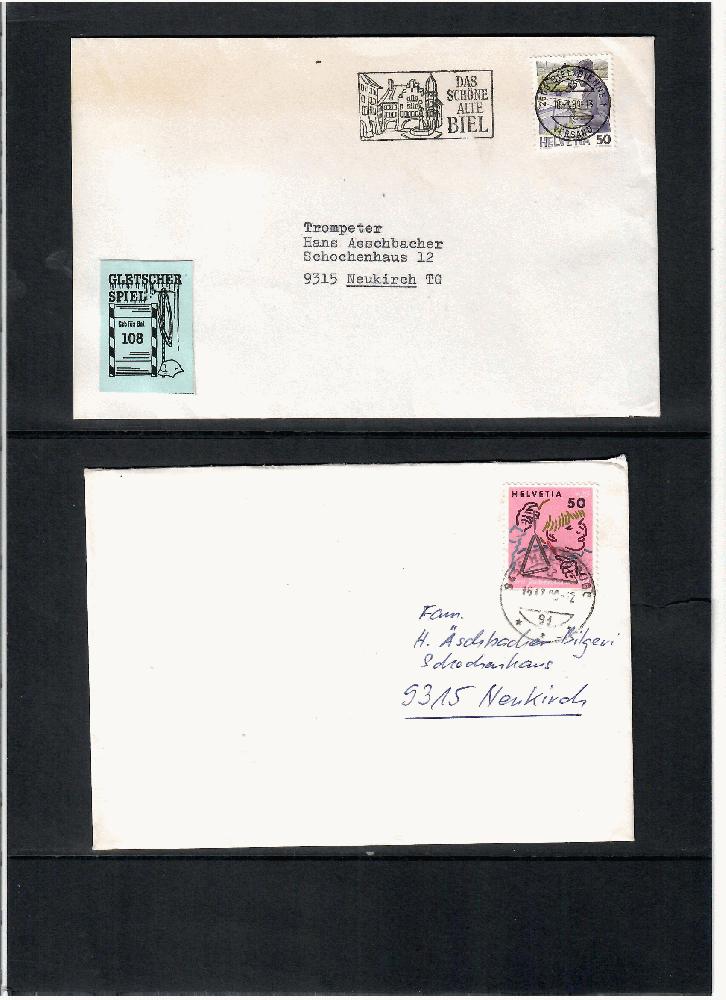 DAS
SCHÖNE
ALTE
BIEL
HELVETIA 50
Trompeter
Hans Aeschbacher
Schochenhaus 12
9315 Neukirch TG
GLETSCHER
SPIEL
108
HELVETIA
50
91
Fam.
H. Äschbacher-Bilgeri
Schochenhaus
9315 Neukirch